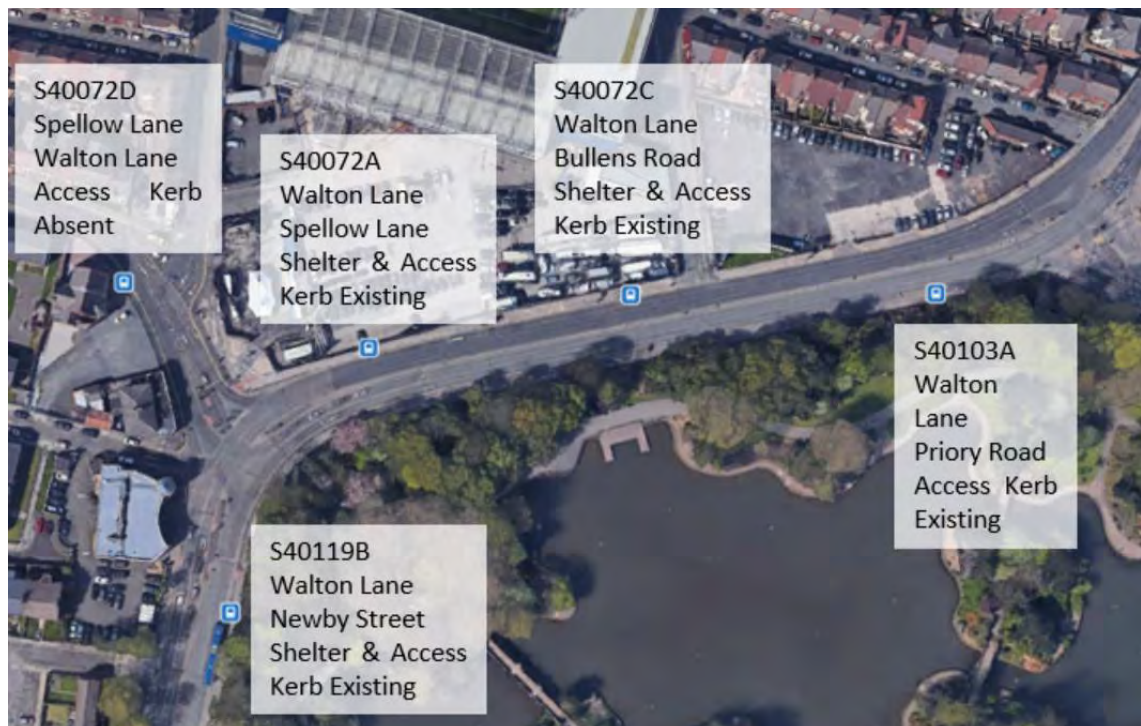 S40072D
Spellow Lane
Walton Lane
Access Kerb
Absent
S40072A
Walton Lane
Spellow Lane
Shelter & Access
Kerb Existing
S40072C
Walton Lane
Bullens Road
Shelter & Access
Kerb Existing
S40103A
Walton
Lane
Priory Road
Access Kerb
Existing
S40119B
Walton Lane
Newby Street
Shelter & Access
Kerb Existing